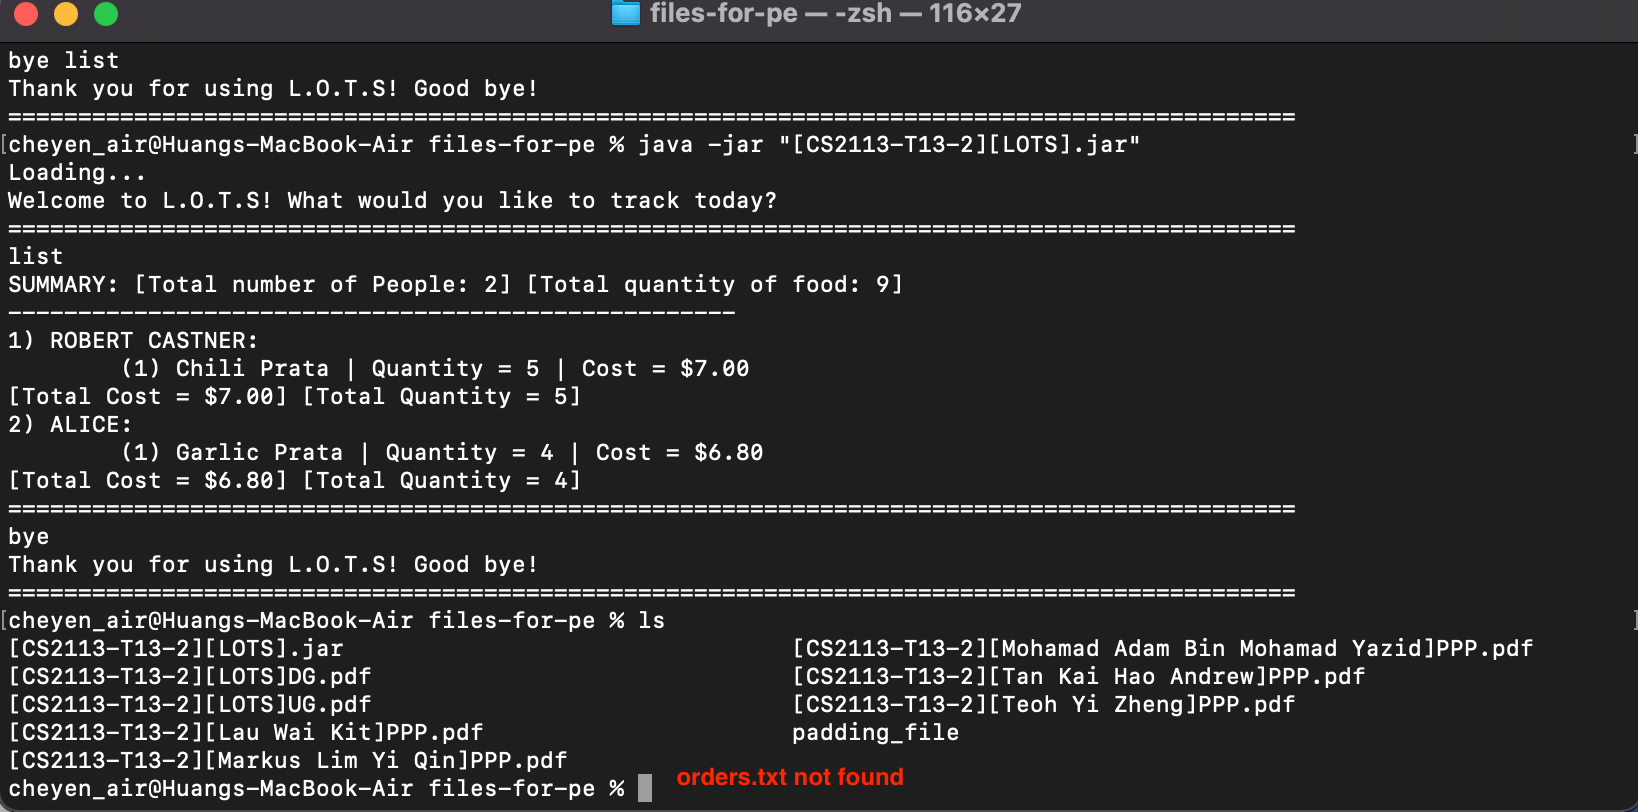 files-for-pe — -zsh — 116×27
bye list
Thank you for using L.O.T.S! Good bye!
============================================================================================
[cheyen_air@Huangs-MacBook-Air files-for-pe % java -jar "[CS2113-T13-2][LOTS].jar" ]
Loading...
Welcome to L.O.T.S! What would you like to track today?
============================================================================================
list
SUMMARY: [Total number of People: 2] [Total quantity of food: 9]
----------------------------------------------------
1) ROBERT CASTNER:
        (1) Chili Prata | Quantity = 5 | Cost = $7.00
[Total Cost = $7.00] [Total Quantity = 5]
2) ALICE:
        (1) Garlic Prata | Quantity = 4 | Cost = $6.80
[Total Cost = $6.80] [Total Quantity = 4]
============================================================================================
bye
Thank you for using L.O.T.S! Good bye!
============================================================================================
[cheyen_air@Huangs-MacBook-Air files-for-pe % ls ]
[CS2113-T13-2][LOTS].jar [CS2113-T13-2][Mohamad Adam Bin Mohamad Yazid]PPP.pdf
[CS2113-T13-2][LOTS]DG.pdf [CS2113-T13-2][Tan Kai Hao Andrew]PPP.pdf
[CS2113-T13-2][LOTS]UG.pdf [CS2113-T13-2][Teoh Yi Zheng]PPP.pdf
[CS2113-T13-2][Lau Wai Kit]PPP.pdf padding_file
[CS2113-T13-2][Markus Lim Yi Qin]PPP.pdf
cheyen_air@Huangs-MacBook-Air files-for-pe % orders.txt not found